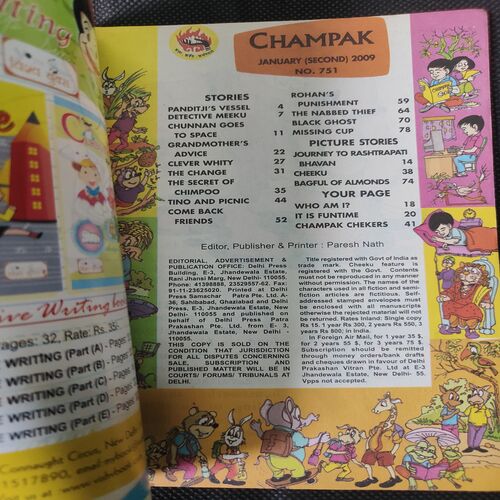 Writing
CHAMPAK
JANUARY (SECOND) 2009
NO. 751
STORIES
PANDITJI'S VESSEL 4
DETECTIVE MEEKU 7
CHUNNAN GOES
TO SPACE 11
GRANDMOTHER'S
ADVICE 22
CLEVER WHITY 27
THE CHANGE 31
THE SECRET OF
CHIMPOO 35
TINO AND PICNIC 44
COME BACK
FRIENDS 52
ROHAN'S
PUNISHMENT 59
THE NABBED THIEF 64
BLACK GHOST 70
MISSING CUP 78
PICTURE STORIES
JOURNEY TO RASHTRAPATI
BHAVAN 14
CHEEKU 38
BAGFUL OF ALMONDS 74
YOUR PAGE
WHO AM I? 18
IT IS FUNTIME 20
CHAMPAK CHEKERS 41
Editor, Publisher & Printer : Paresh Nath
EDITORIAL, ADVERTISEMENT &
PUBLICATION OFFICE: Delhi Press
Building, E-3, Jhandewala Estate,
Rani Jhansi Marg, New Delhi - 110055.
Phone: 41398888, 23529557-62. Fax:
91-11-23625020. Printed at Delhi
Press Samachar Patra Pte. Ltd. A-
36, Sahibabad, Ghaziabad and Delhi
Press, E-3, Jhandewala Estate, New
Delhi - 110055 and published on
behalf of Delhi Press Patra
Prakashan Pte. Ltd. from E- 3,
Jhandewala Estate, New Delhi -
110055.
THIS COPY IS SOLD ON THE
CONDITION THAT JURISDICTION
FOR ALL DISPUTES CONCERNING
SALE, SUBSCRIPTION AND
PUBLISHED MATTER WILL BE IN
COURTS/ FORUMS/ TRIBUNALS AT
DELHI.
Title registered with Govt of India as
trade mark. Cheeku feature is
registered with the Govt. Contents
must not be reproduced in any manner
without permission. The names of the
characters used in all fiction and semi-
fiction articles are fictitious. Self-
addressed stamped envelopes must
be enclosed with all manuscripts
otherwise the rejected material will not
be returned. Rates Inland: Single copy
Rs 15. 1 year Rs 300, 2 years Rs 550, 3
years Rs 800; in India.
In Foreign Air Mail, for 1 year 35 $,
for 2 years 55 $, for 3 years 75 $.
Subscription should be remitted
through money orders/bank drafts
and cheques drawn in favour of Delhi
Prakashan Vitran Pte. Ltd at E-3
Jhandewala Estate, New Delhi- 55.
Vpps not accepted.
CHAMPAK
Writing
Pages: 32, Rate: Rs. 35/-
WRITING (Part A) - Pages
WRITING (Part B) - Pages
WRITING (Part C) - Pages
WRITING (Part D) - Pages
WRITING (Part E) - Pages
Connaught Circus, New Delhi